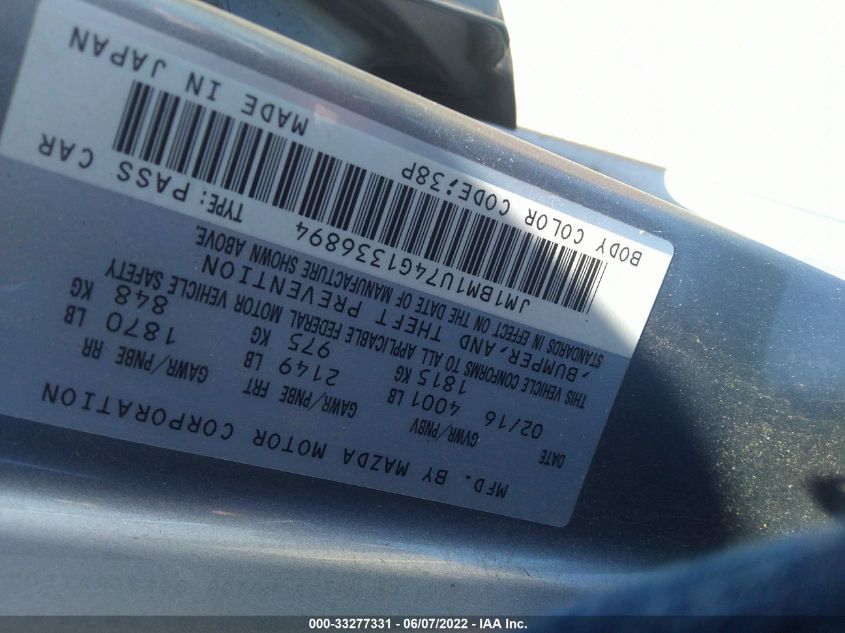 MFD. BY MAZDA MOTOR CORPORATION
DATE GVWR/PNBV GAWR/PNBE FRT GAWR/PNBE RR
02/16 4001 LB 2149 LB 1870 LB
1815 KG 975 KG 848 KG
THIS VEHICLE CONFORMS TO ALL APPLICABLE FEDERAL MOTOR VEHICLE SAFETY
, BUMPER, AND THEFT PREVENTION
STANDARDS IN EFFECT ON THE DATE OF MANUFACTURE SHOWN ABOVE
JM1BM1U74G1336894 TYPE: PASS CAR
BODY COLOR CODE;38P MADE IN JAPAN
000-33277331 - 06/07/2022 - IAA Inc.